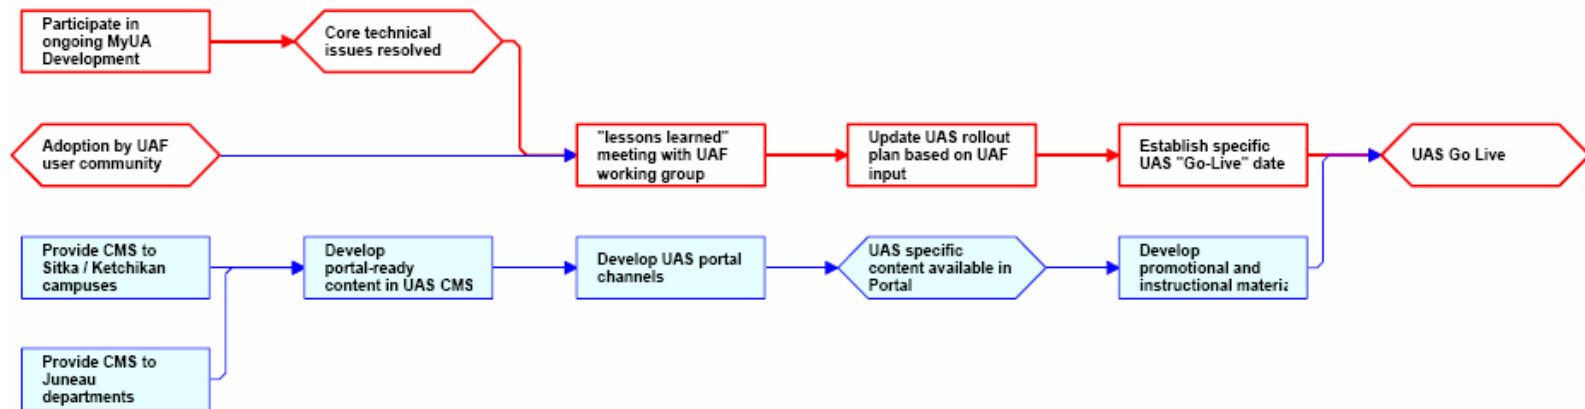 Participate in
ongoing MyUA
Development
Core technical
issues resolved
Adoption by UAF
user community
"lessons learned"
meeting with UAF
working group
Update UAS rollout
plan based on UAF
input
Establish specific
UAS "Go-Live" date
UAS Go Live
Provide CMS to
Sitka / Ketchikan
campuses
Develop
portal-ready
content in UAS CMS
Develop UAS portal
channels
UAS specific
content available in
Portal
Develop
promotional and
instructional materia
Provide CMS to
Juneau
departments